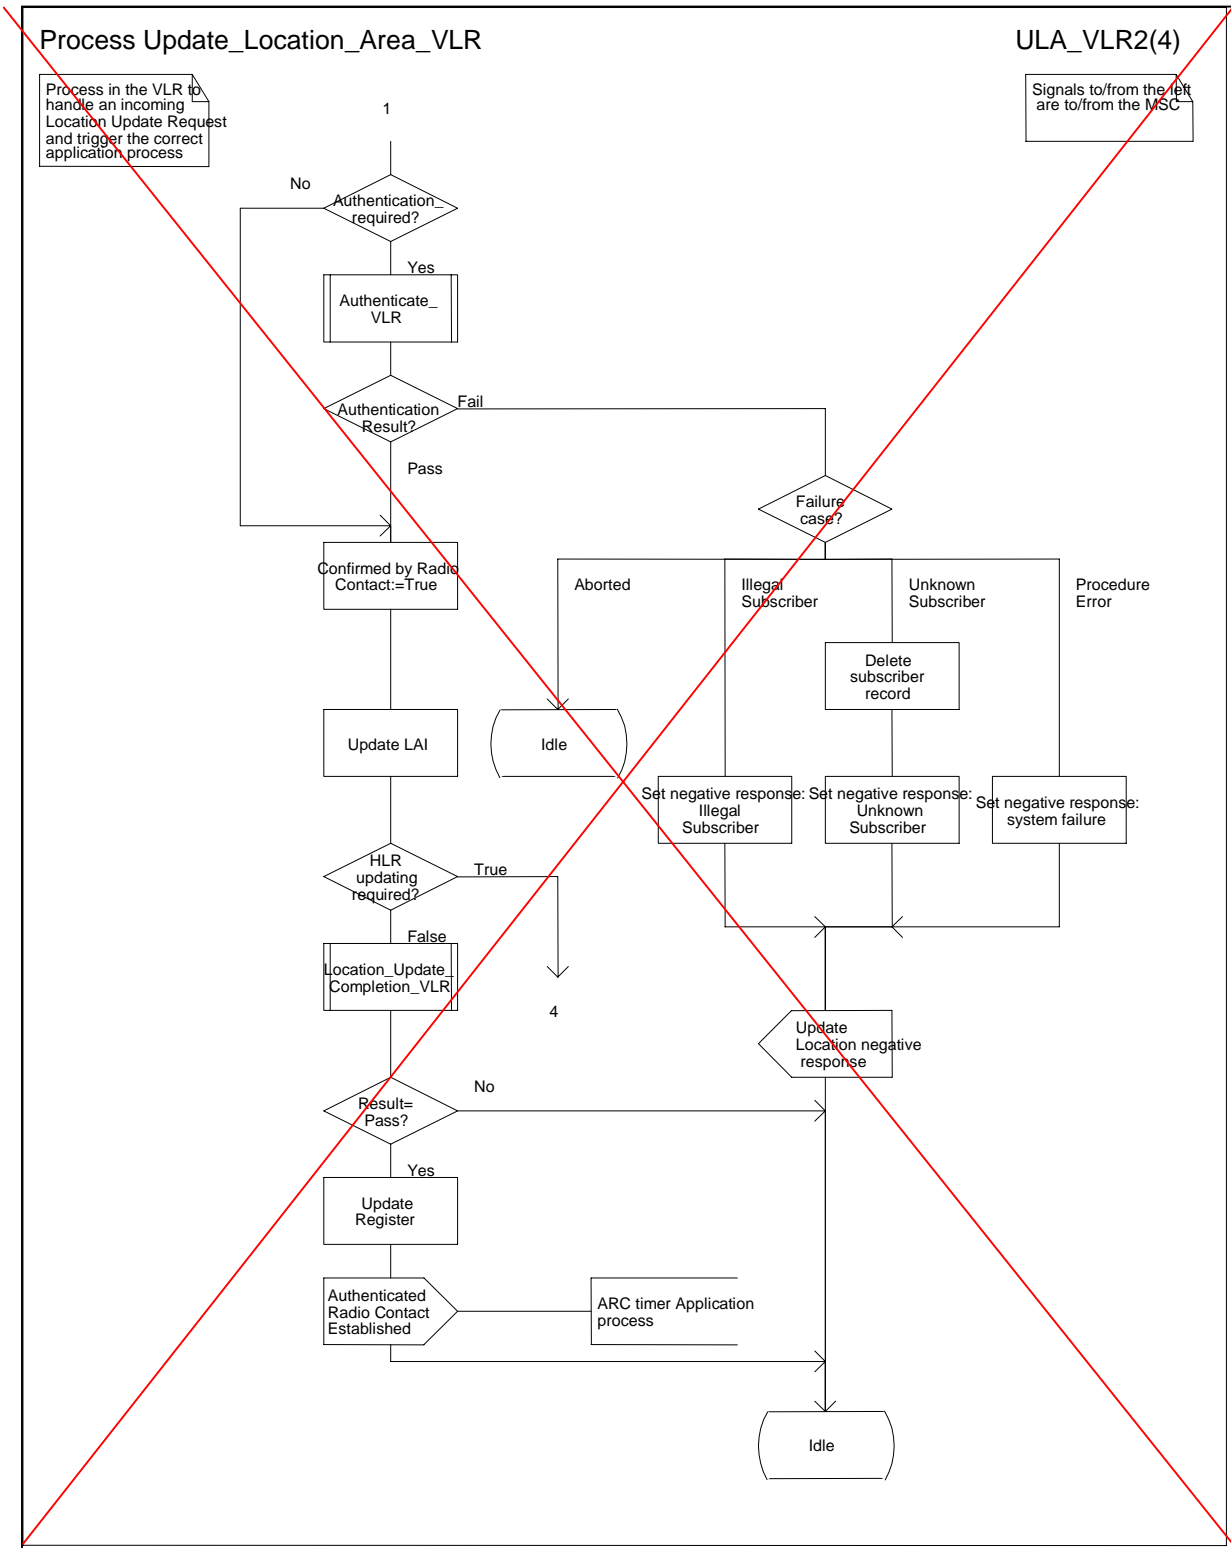 Process Update_Location_Area_VLR
ULA_VLR2(4)
Process in the VLR to
handle an incoming
Location Update Request
and trigger the correct
application process
Signals to/from the left
are to/from the MSC
1
No
Authentication_
required?
Yes
Authenticate_
VLR
Authentication
Result?
Fail
Pass
Failure
case?
Confirmed by Radio
Contact:=True
Aborted
Illegal
Subscriber
Unknown
Subscriber
Procedure
Error
Delete
subscriber
record
Update LAI
Idle
Set negative response:
Illegal
Subscriber
Set negative response:
Unknown
Subscriber
Set negative response:
system failure
HLR
updating
required?
True
False
Location_Update_
Completion_VLR
4
Update
Location negative
response
Result=
Pass?
No
Yes
Update
Register
Authenticated
Radio Contact
Established
ARC timer Application
process
Idle